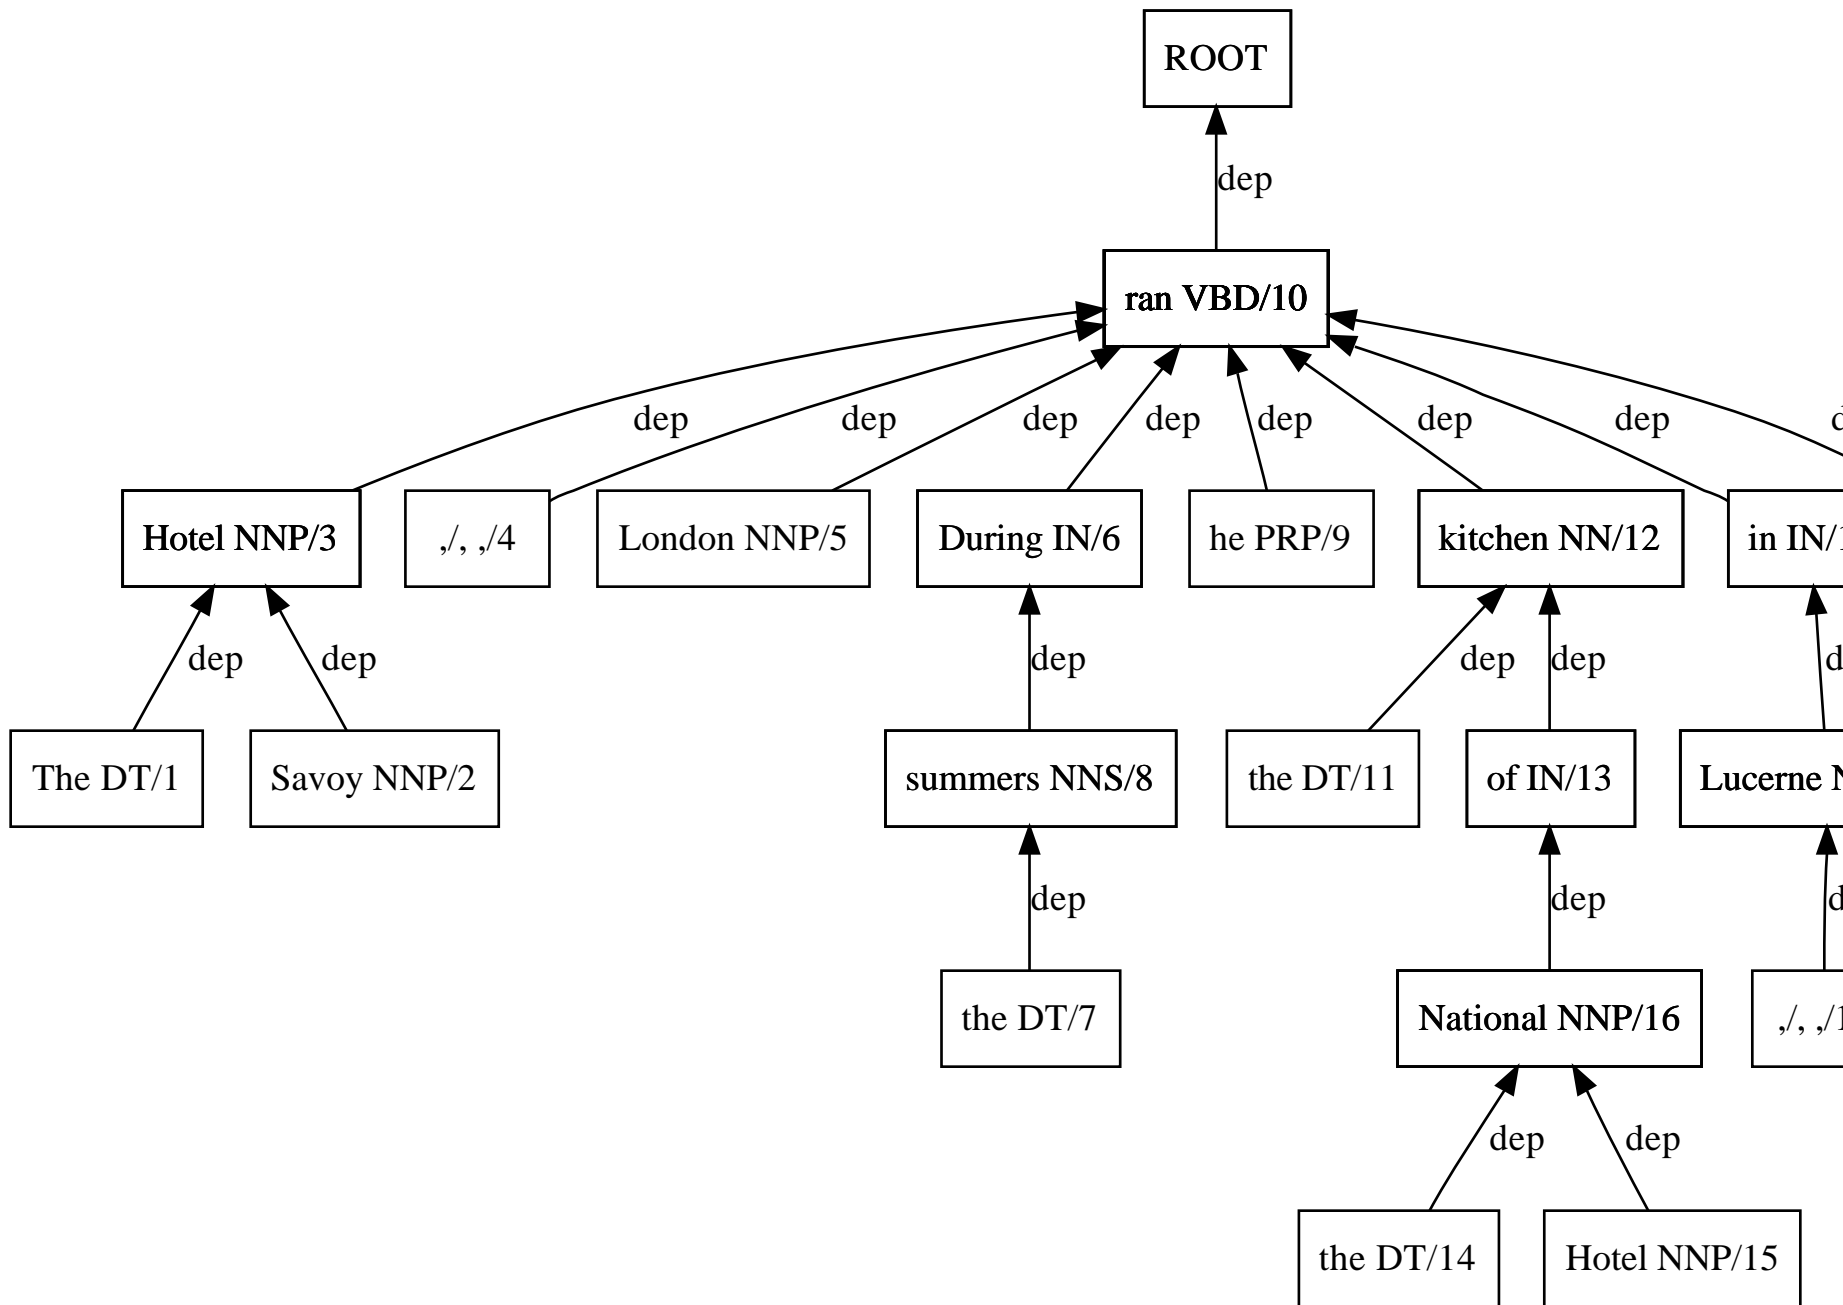 ROOT
dep
ran VBD/10
dep dep dep dep dep dep dep
Hotel NNP/3 ,/, ,/4 London NNP/5 During IN/6 he PRP/9 kitchen NN/12 in
dep dep dep dep dep
The DT/1 Savoy NNP/2 summers NNS/8 the DT/11 of IN/13 Lucerne
dep dep
the DT/7 National NNP/16 ,/,
dep dep
the DT/14 Hotel NNP/15